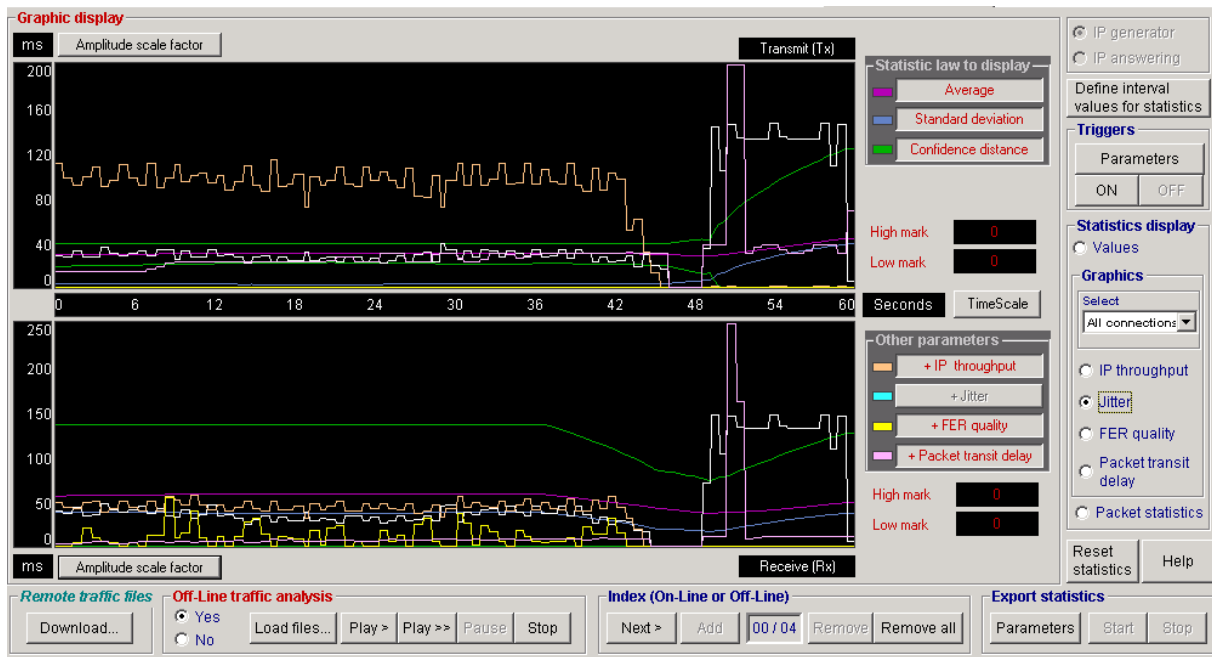 Graphic display
ms
Amplitude scale factor
Transmit (Tx)
200
160
120
80
40
0
0 6 12 18 24 30 36 42 48 54 60
Seconds
TimeScale
Statistic law to display
Average
Standard deviation
Confidence distance
High mark 0
Low mark 0
250
200
150
100
50
0
Other parameters
+ IP throughput
+ Jitter
+ FER quality
+ Packet transit delay
High mark 0
Low mark 0
ms
Amplitude scale factor
Receive (Rx)
IP generator
IP answering
Define interval
values for statistics
Triggers
Parameters
ON OFF
Statistics display
Values
Graphics
Select
All connections
IP throughput
Jitter
FER quality
Packet transit
delay
Packet statistics
Reset
statistics
Help
Remote traffic files
Download...
Off-Line traffic analysis
Yes
No
Load files... Play > Play >> Pause Stop
Index (On-Line or Off-Line)
Next > Add 00 / 04 Remove Remove all
Export statistics
Parameters Start Stop